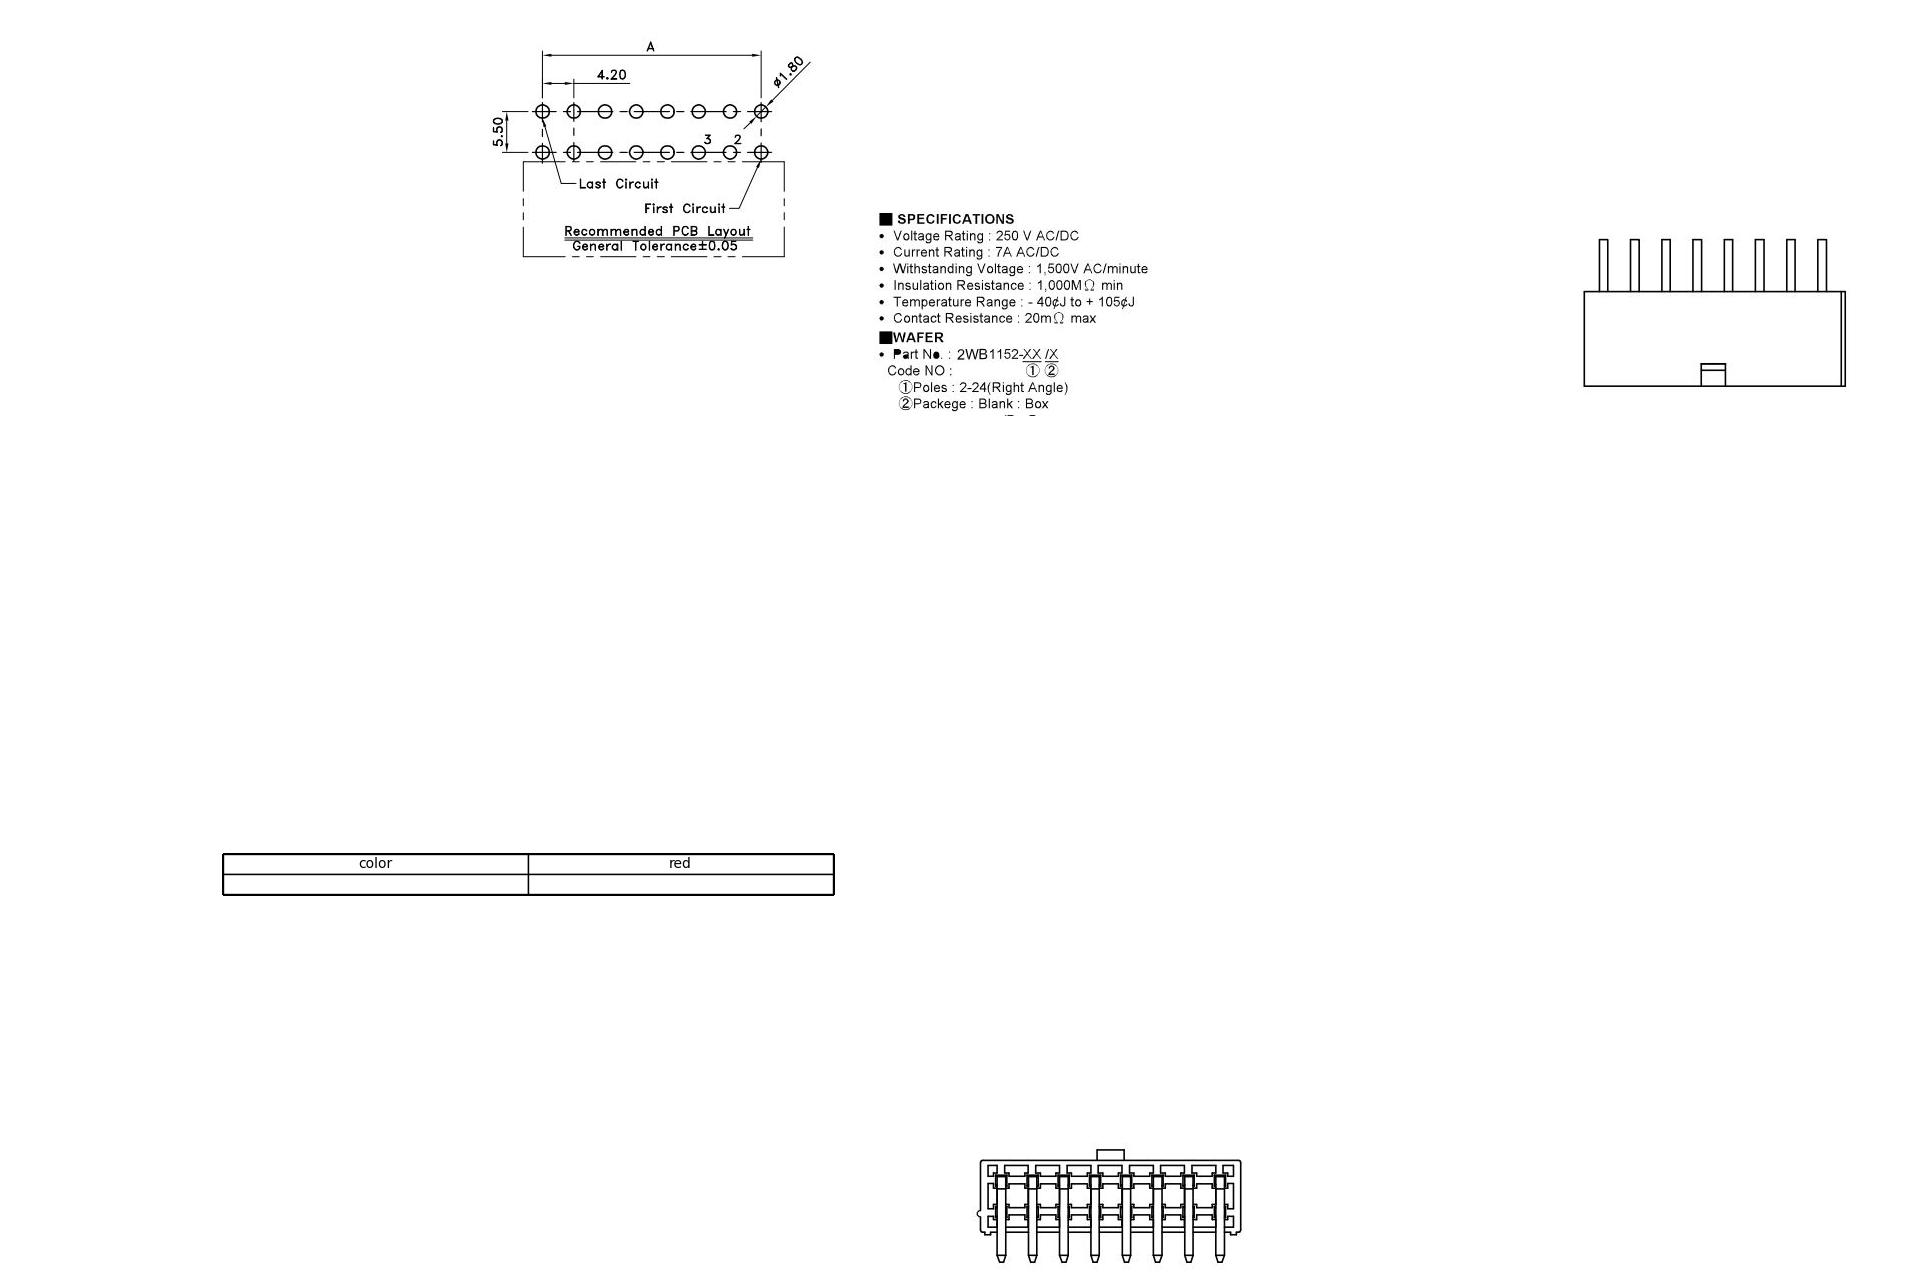 A
4.20
ø1.80
5.50
3 2
Last Circuit
First Circuit
Recommended PCB Layout
General Tolerance±0.05
■ SPECIFICATIONS
• Voltage Rating : 250 V AC/DC
• Current Rating : 7A AC/DC
• Withstanding Voltage : 1,500V AC/minute
• Insulation Resistance : 1,000MΩ min
• Temperature Range : - 40¢J to + 105¢J
• Contact Resistance : 20mΩ max
■WAFER
• Part No. : 2WB1152-XX /X
Code NO : ① ②
①Poles : 2-24(Right Angle)
②Packege : Blank : Box
color red